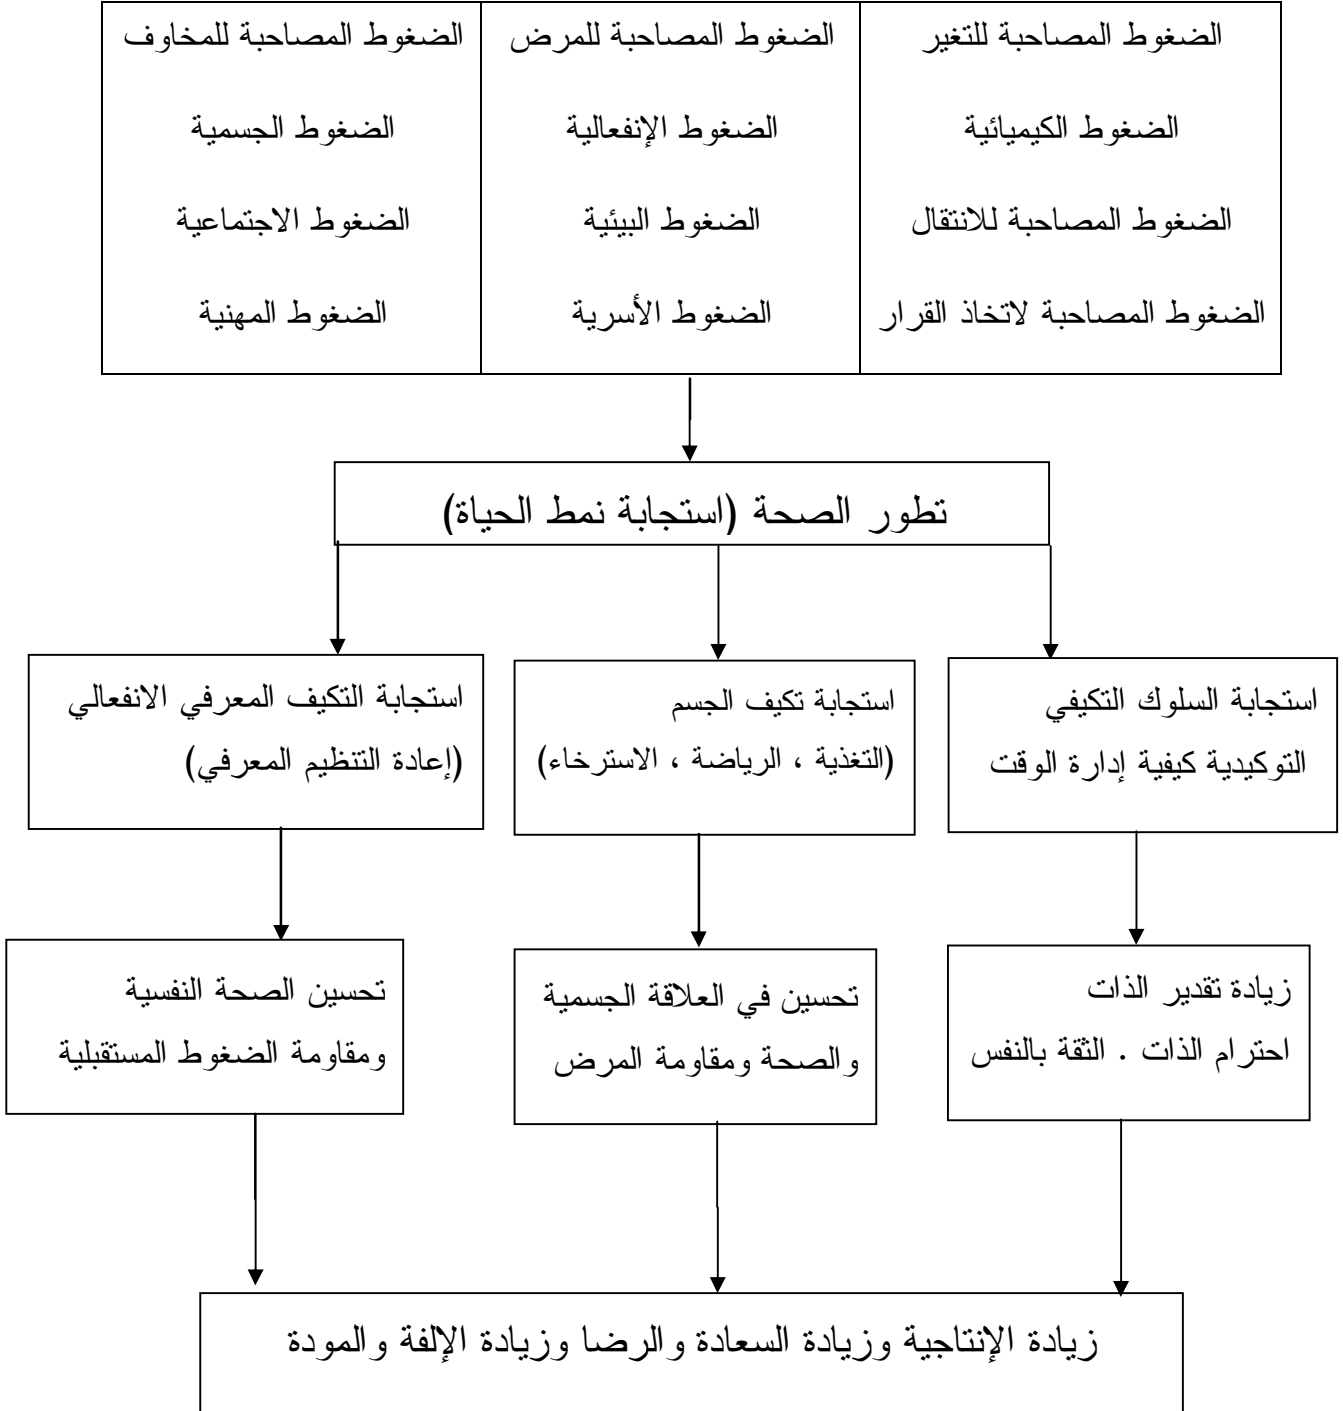 الضغوط المصاحبة للتغير
الضغوط الكيميائية
الضغوط المصاحبة للانتقال
الضغوط المصاحبة لاتخاذ القرار
الضغوط المصاحبة للمرض
الضغوط الإنفعالية
الضغوط البيئية
الضغوط الأسرية
الضغوط المصاحبة للمخاوف
الضغوط الجسمية
الضغوط الاجتماعية
الضغوط المهنية
تطور الصحة (استجابة نمط الحياة)
استجابة السلوك التكيفي
التوكيدية كيفية إدارة الوقت
استجابة تكيف الجسم
(التغذية ، الرياضة ، الاسترخاء)
استجابة التكيف المعرفي الانفعالي
(إعادة التنظيم المعرفي)
زيادة تقدير الذات
احترام الذات . الثقة بالنفس
تحسين في العلاقة الجسمية
والصحة ومقاومة المرض
تحسين الصحة النفسية
ومقاومة الضغوط المستقبلية
زيادة الإنتاجية وزيادة السعادة والرضا وزيادة الإلفة والمودة